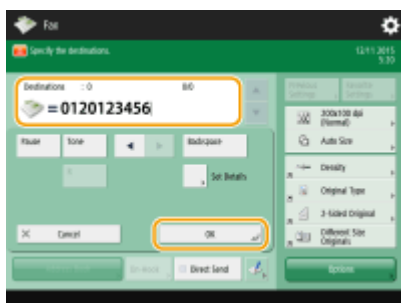 Fax
Specify the destinations.
12/11 2015
5:30
Destinations : 0
0/0
=0120123456
Previous Settings
Favorite Settings
200x100 dpi (Normal)
Pause
Tone
Backspace
Auto Size
Set Details
Density
Original Type
Cancel
OK
2-Sided Original
Different Size Originals
Direct Send
Options